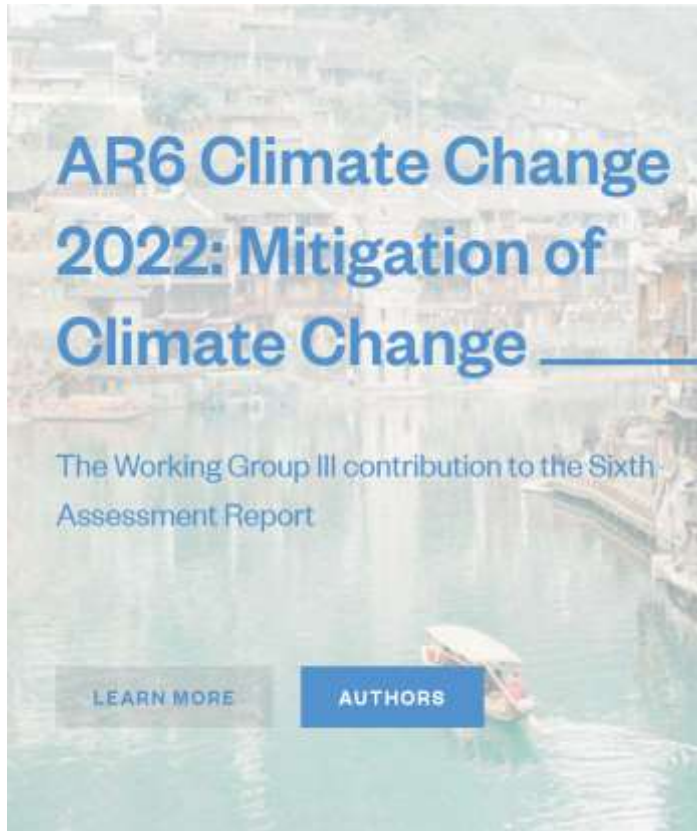 AR6 Climate Change
2022: Mitigation of
Climate Change
The Working Group III contribution to the Sixth
Assessment Report
LEARN MORE
AUTHORS